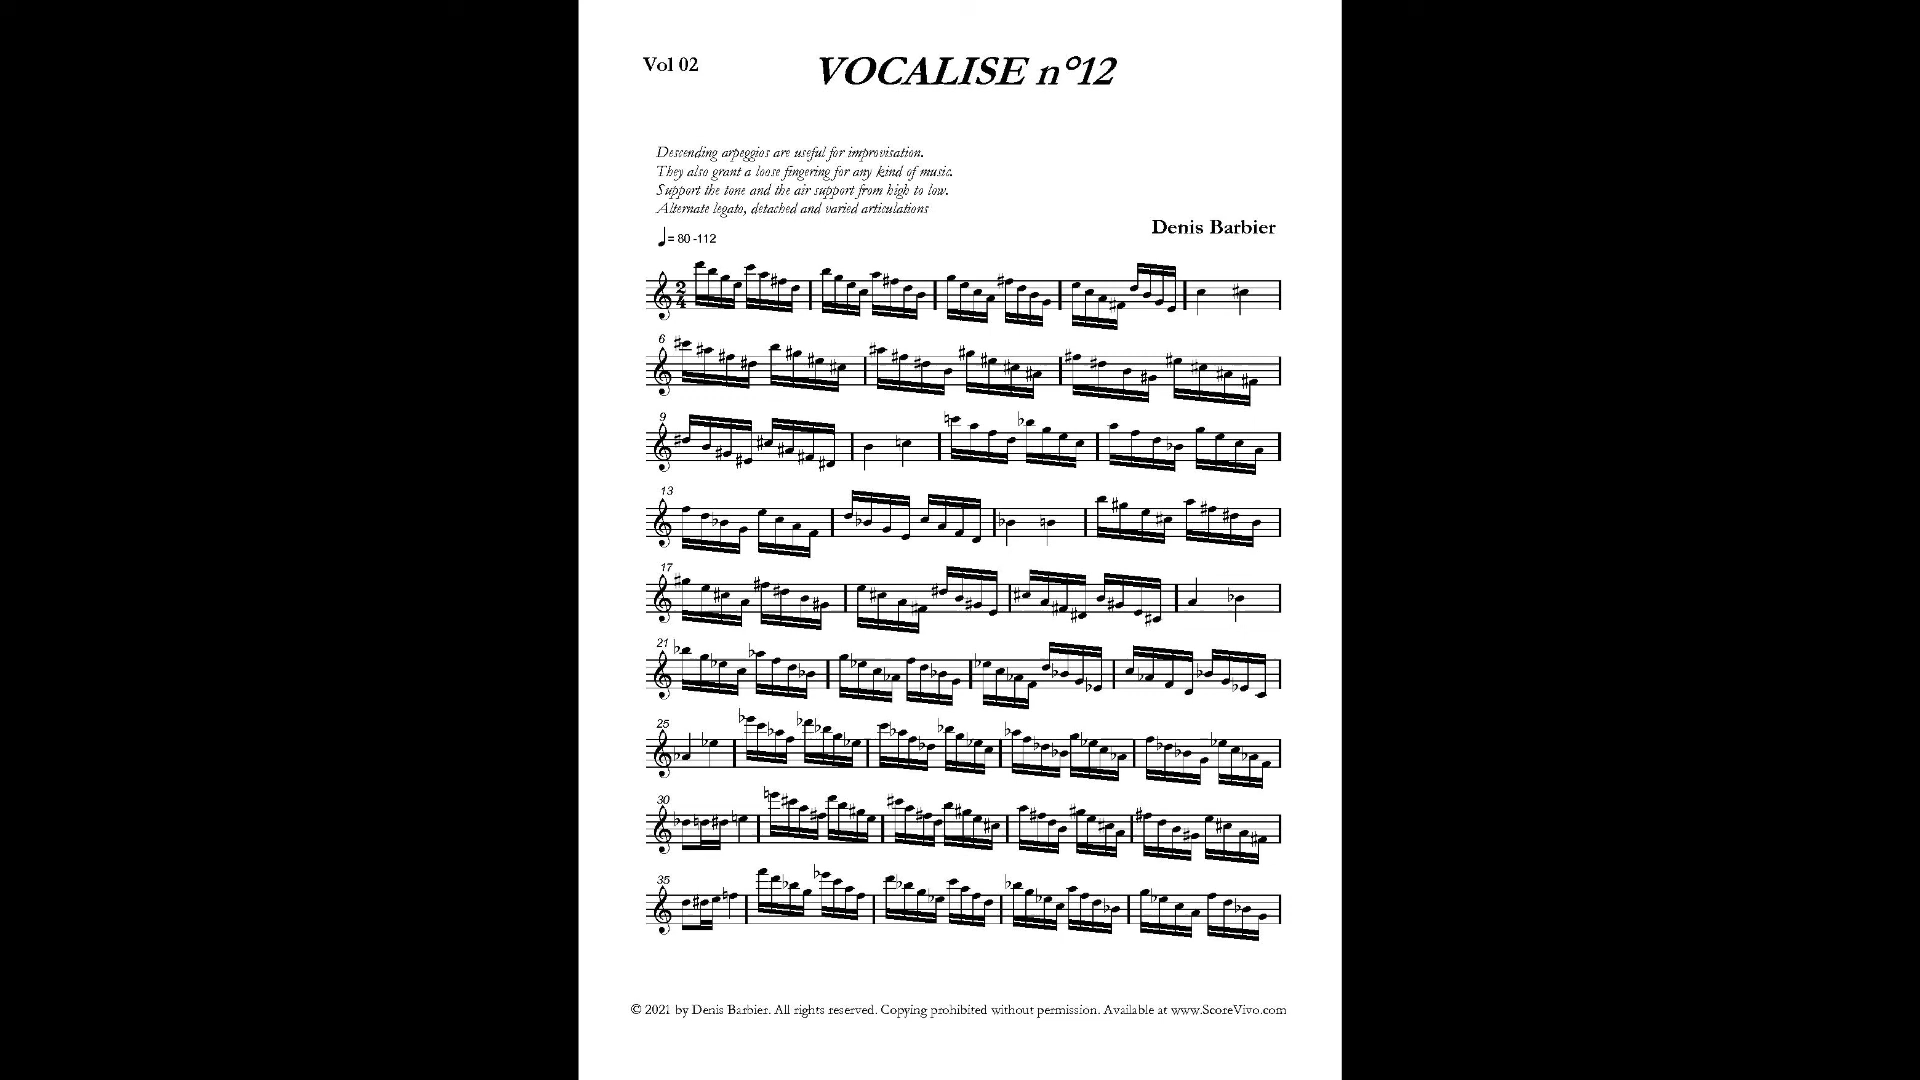 Vol 02
VOCALISE n°12
Descending arpeggios are useful for improvisation.
They also grant a loose fingering for any kind of music.
Support the tone and the air support from high to low.
Alternate legato, detached and varied articulations
Denis Barbier
= 80 -112
2
4
6
9
13
17
21
25
30
35
© 2021 by Denis Barbier. All rights reserved. Copying prohibited without permission. Available at www.ScoreVivo.com